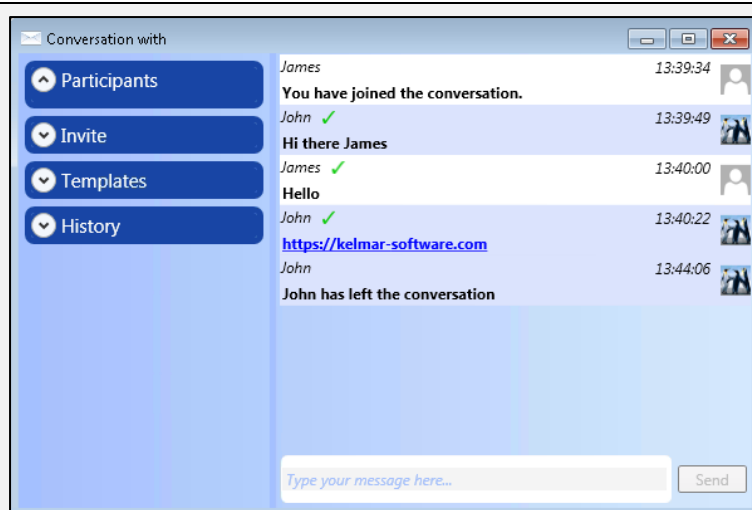 Conversation with
Participants
Invite
Templates
History
James 13:39:34
You have joined the conversation.
John ✓ 13:39:49
Hi there James
James ✓ 13:40:00
Hello
John ✓ 13:40:22
https://kelmar-software.com
John 13:44:06
John has left the conversation
Type your message here...
Send